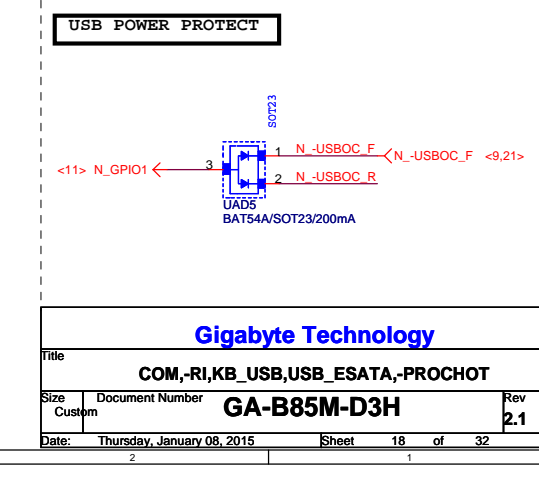 USB POWER PROTECT
SOT23
1 N_-USBOC_F N_-USBOC_F <9,21>
<11> N_GPIO1 3
2 N_-USBOC_R
UAD5
BAT54A/SOT23/200mA
Gigabyte Technology
Title
COM,-RI,KB_USB,USB_ESATA,-PROCHOT
Size Document Number Rev
Custom GA-B85M-D3H 2.1
Date: Thursday, January 08, 2015 Sheet 18 of 32
2 1